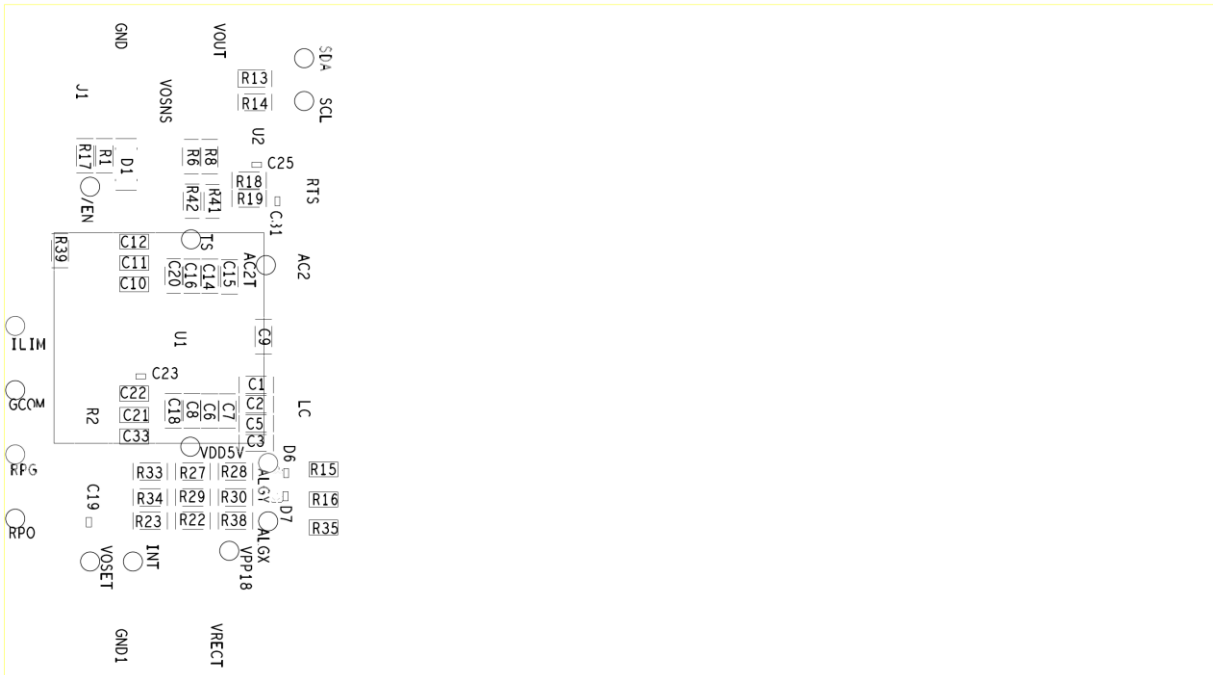 GND
VOUT
SDA
R13
J1
VOSNS
R14
SCL
U2
R17
R1
D1
R6
R8
C25
R18
RTS
R19
R42
R41
/EN
C31
R39
C12
TS
C11
AC2T
AC2
C10
C20
C16
C14
C15
ILIM
U1
C9
C23
C1
GCOM
C22
C2
LC
R2
C21
C18
C8
C6
C7
C5
C33
C3
VDD5V
D6
RPG
R33
R27
R28
R15
C19
R34
R29
R30
ALGY
R16
D7
RPO
R23
R22
R38
R35
ALGX
VOSET
INT
VPP18
GND1
VRECT